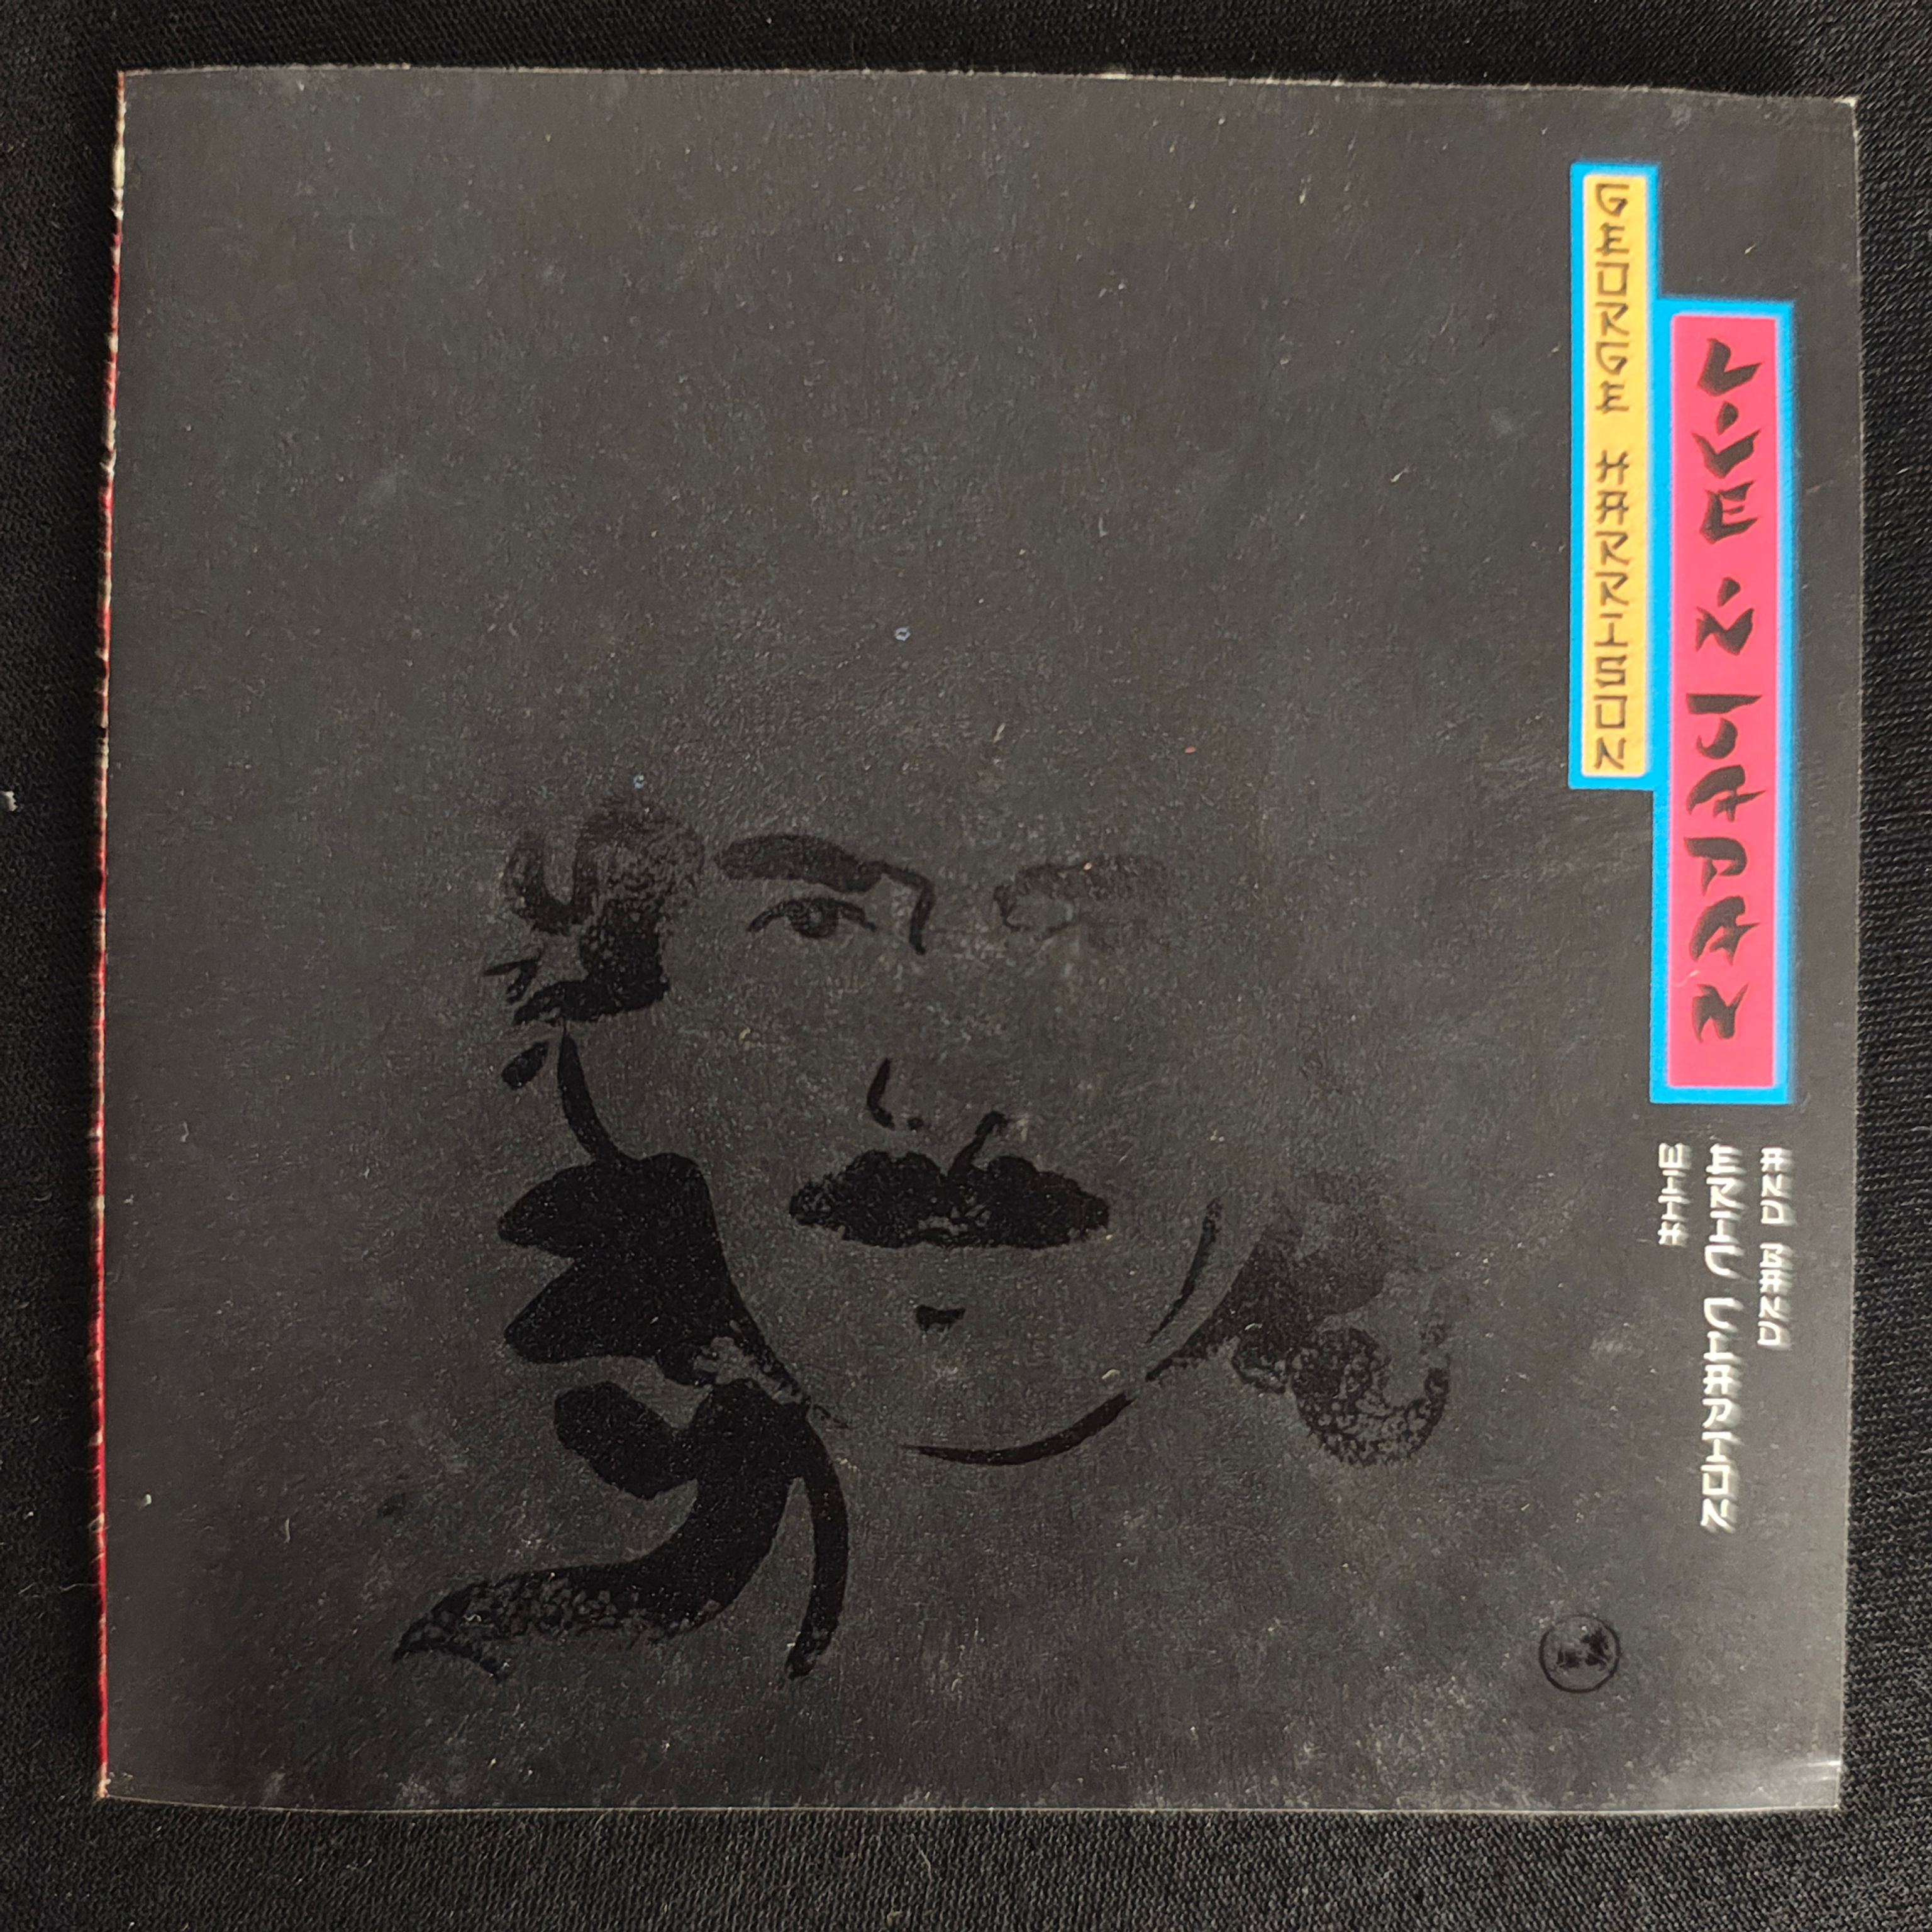 GEORGE HARRISON
LIVE IN JAPAN
WITH
ERIC CLAPTON
AND BAND